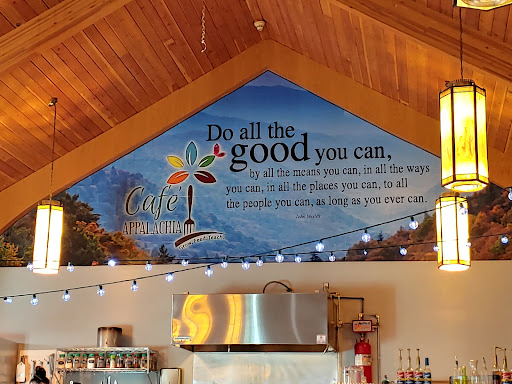 Do all the
good you can,
by all the means you can, in all the ways
you can, in all the places you can, to all
the people you can, as long as you ever can.
John Wesley
Café
APPALACHIA